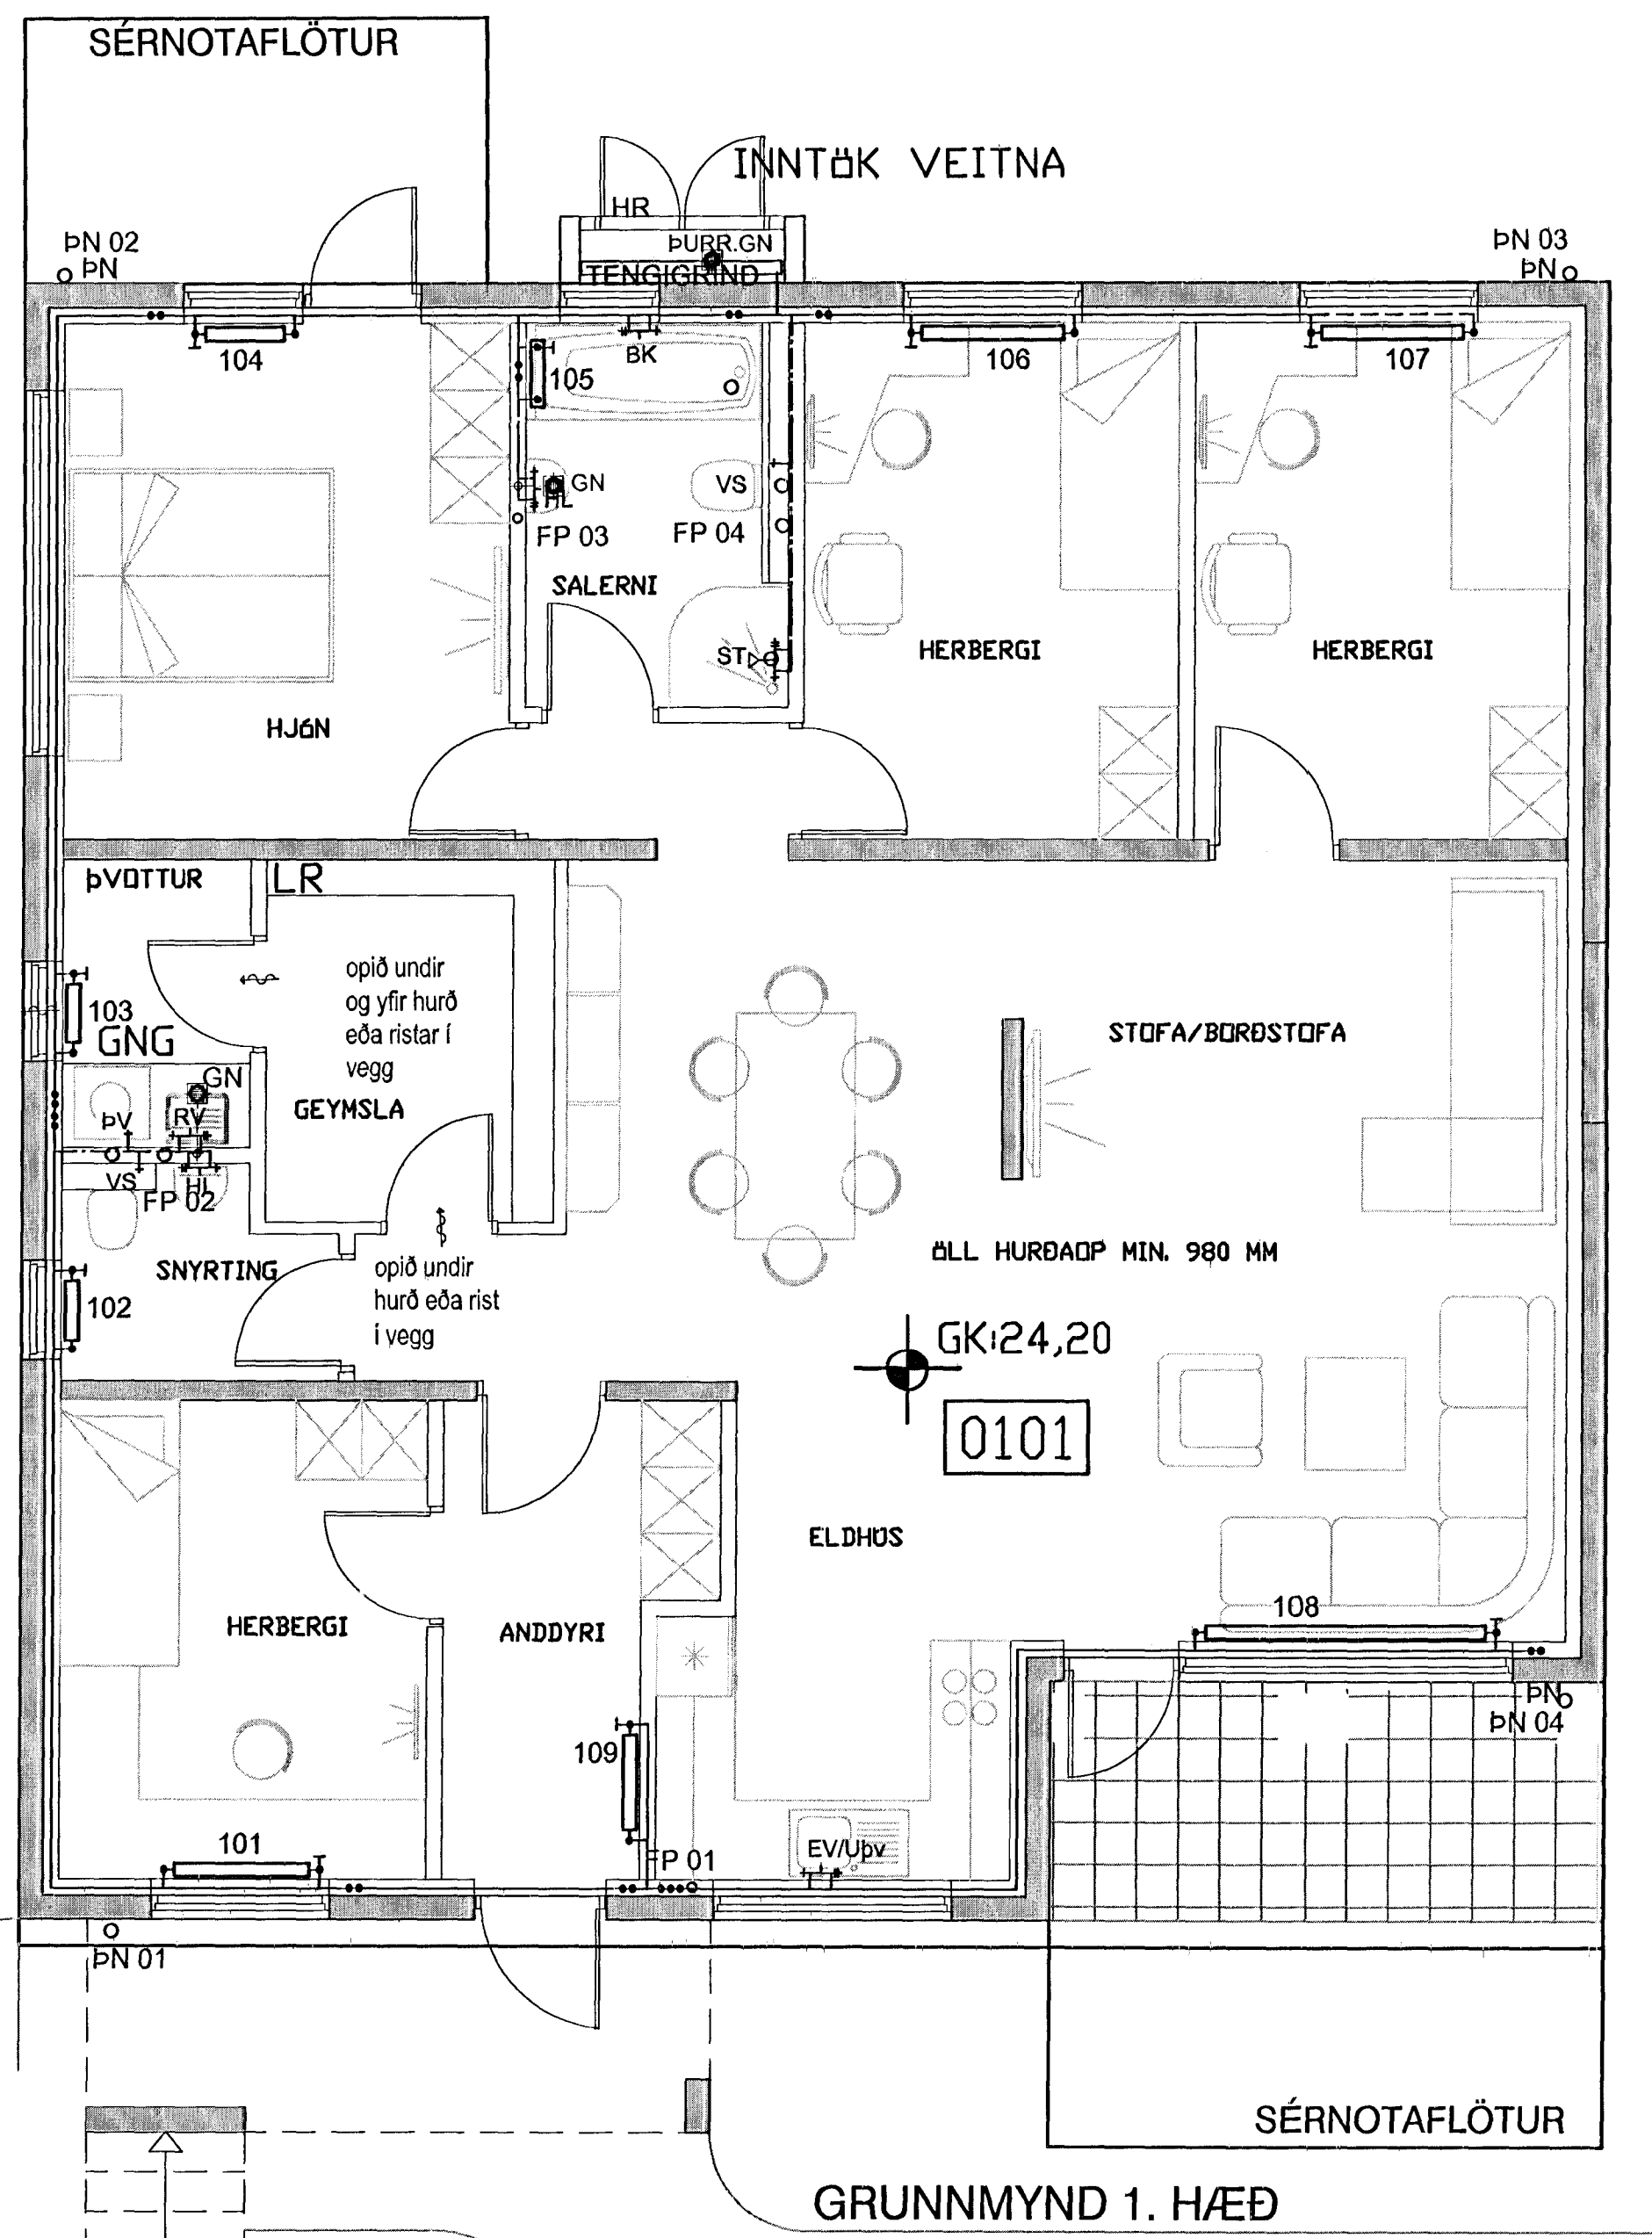 SÉRNOTAFLÖTUR
INNTÖK VEITNA
HR
ÞURR.GN
TENGIGRIND
ÞN 02
ÞN
ÞN 03
ÞN
104
105
BK
106
107
GN
HL
VS
FP 03
FP 04
SALERNI
ST
HERBERGI
HERBERGI
HJÓN
ÞVOTTUR
LR
opið undir
og yfir hurð
eða ristar í
vegg
103
GNG
STOFA/BORÐSTOFA
GN
ÞV
RV
GEYMSLA
VS
HL
FP 02
SNYRTING
opið undir
hurð eða rist
í vegg
102
ÖLL HURÐAOP MIN. 980 MM
GK:24,20
0101
ELDHÚS
HERBERGI
ANDDYRI
108
ÞN
ÞN 04
109
101
FP 01
EV/Uþv
ÞN 01
SÉRNOTAFLÖTUR
GRUNNMYND 1. HÆÐ